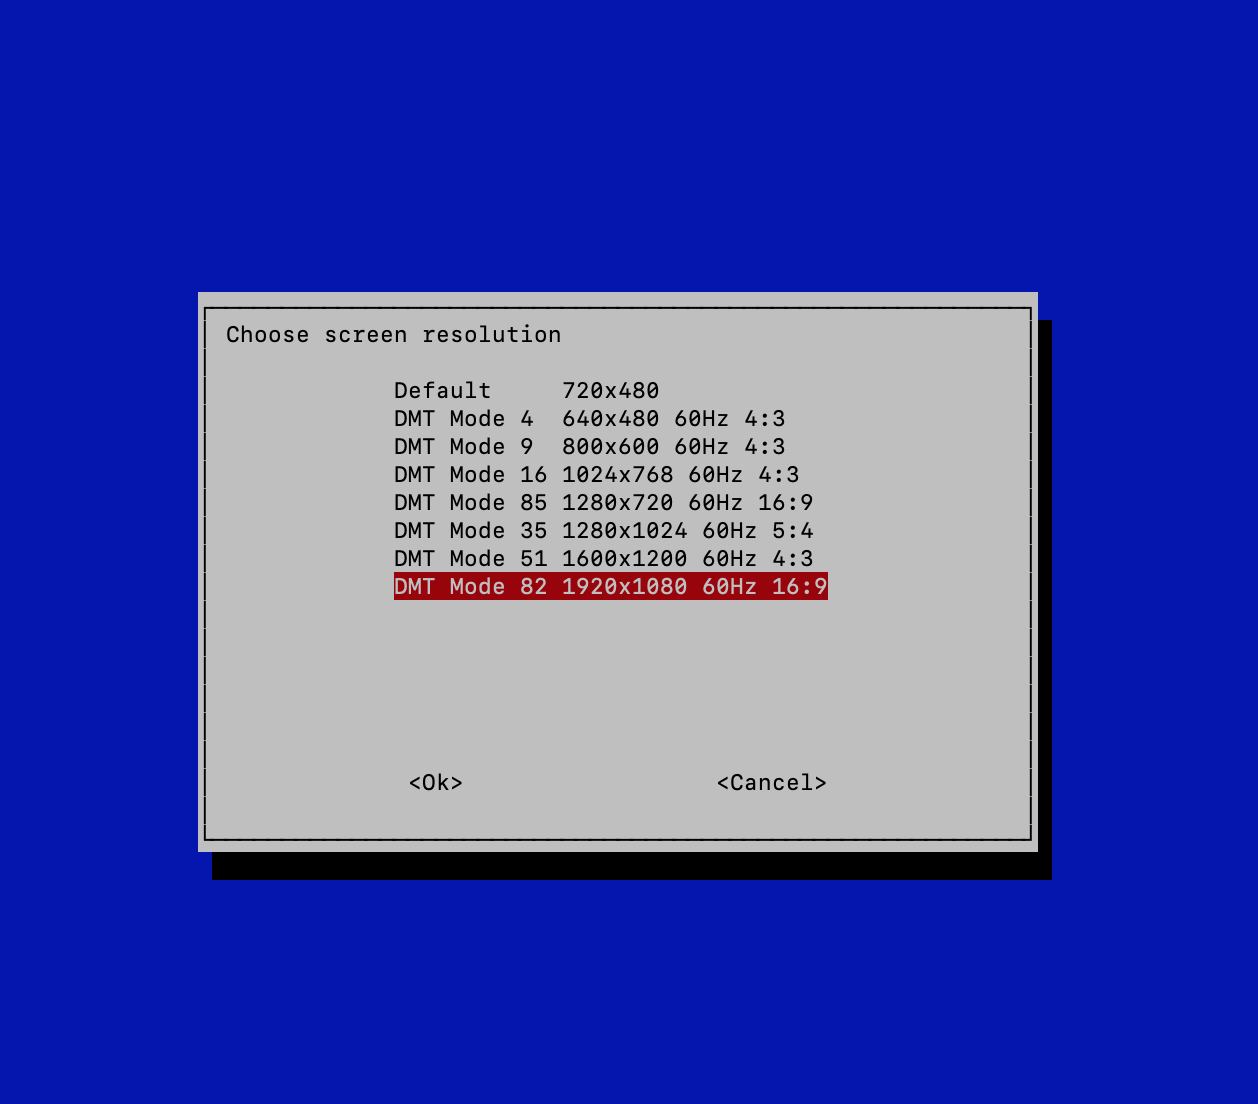 Choose screen resolution
Default     720x480
DMT Mode 4  640x480 60Hz 4:3
DMT Mode 9  800x600 60Hz 4:3
DMT Mode 16 1024x768 60Hz 4:3
DMT Mode 85 1280x720 60Hz 16:9
DMT Mode 35 1280x1024 60Hz 5:4
DMT Mode 51 1600x1200 60Hz 4:3
DMT Mode 82 1920x1080 60Hz 16:9
<Ok> <Cancel>